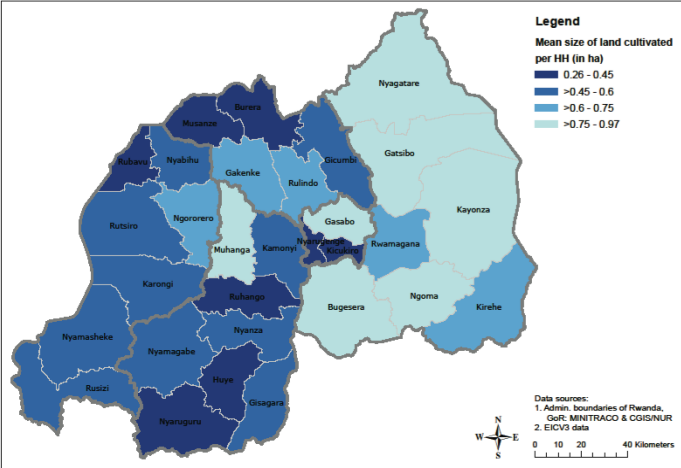 Legend
Mean size of land cultivated
per HH (in ha)
0.26 - 0.45
>0.45 - 0.6
>0.6 - 0.75
>0.75 - 0.97
Nyagatare
Burera
Musanze
Gicumbi
Gatsibo
Rubavu
Nyabihu
Gakenke
Rulindo
Kayonza
Ngororero
Rutsiro
Gasabo
Muhanga
Kamonyi
Nyarugenge
Kicukiro
Rwamagana
Karongi
Ruhango
Ngoma
Bugesera
Kirehe
Nyanza
Nyamasheke
Nyamagabe
Huye
Rusizi
Gisagara
Nyaruguru
Data sources:
1. Admin. boundaries of Rwanda,
GoR: MINITRACO & CGIS/NUR
2. EICV3 data
N
W E
S
0 10 20 40 Kilometers